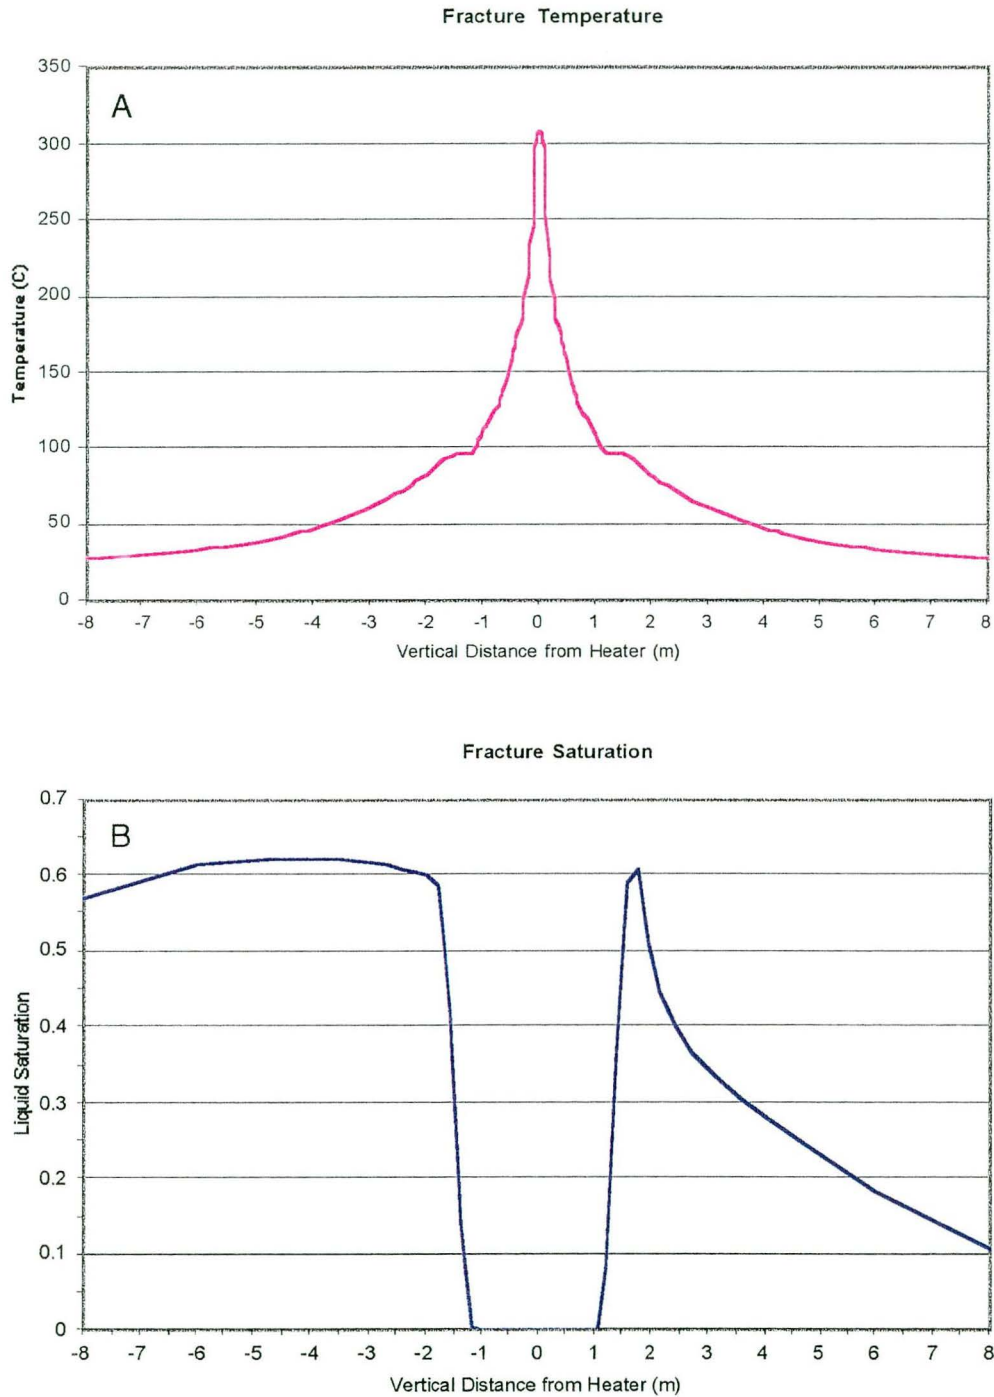 Fracture Temperature
A
350
300
250
200
150
100
50
0
Temperature (C)
-8 -7 -6 -5 -4 -3 -2 -1 0 1 2 3 4 5 6 7 8
Vertical Distance from Heater (m)
Fracture Saturation
B
0.7
0.6
0.5
0.4
0.3
0.2
0.1
0
Liquid Saturation
-8 -7 -6 -5 -4 -3 -2 -1 0 1 2 3 4 5 6 7 8
Vertical Distance from Heater (m)